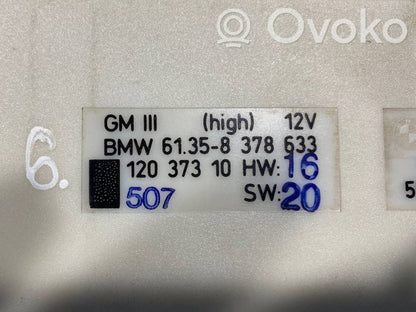 Ovoko
GM III (high) 12V
BMW 61.35-8 378 633
120 373 10 HW: 16
507 SW: 20
6.
5